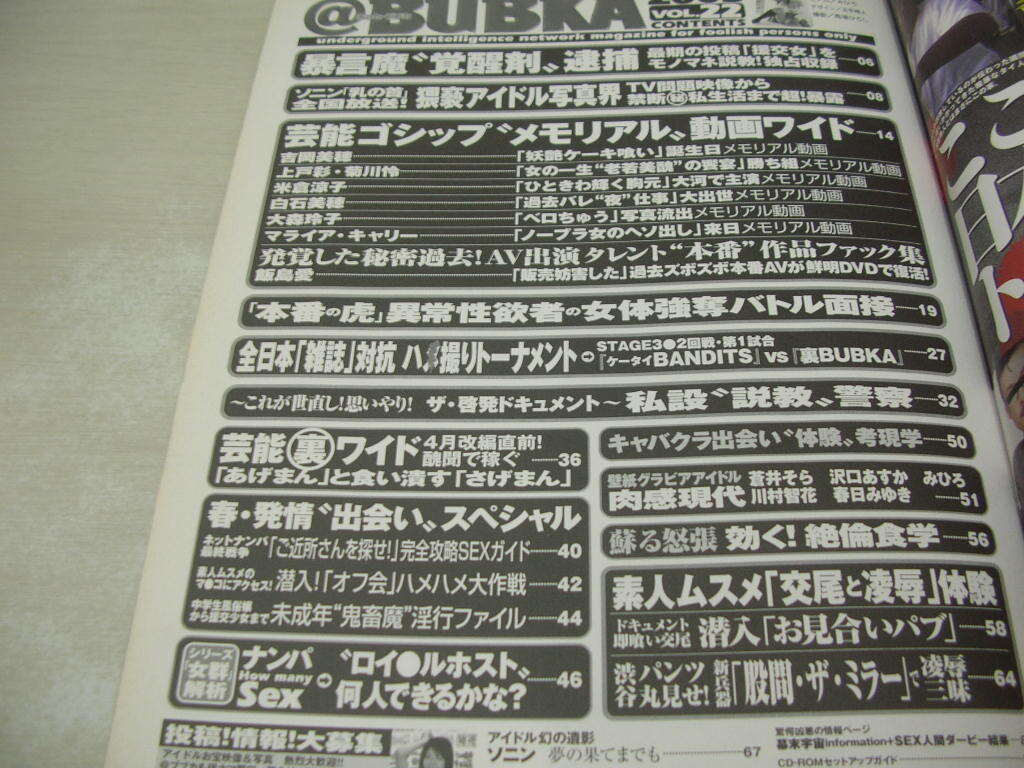 @BUBKA
VOL.22
CONTENTS
underground intelligence network magazine for foolish persons only
暴言魔〝覚醒剤〟逮捕 最期の投稿「援交女」を
モノマネ説教!独占収録 06
ソニン「乳の首」
全国放送! 猥褻アイドル写真界 TV問題映像から
禁断㊙私生活まで超!暴露 08
芸能ゴシップ〝メモリアル〟動画ワイド 14
吉岡美穂 「妖艶ケーキ喰い」誕生日メモリアル動画
上戸彩・菊川怜 「女の一生“老若美醜”の饗宴」勝ち組メモリアル動画
米倉涼子 「ひときわ輝く胸元」大河で主演メモリアル動画
白石美穂 「過去バレ“夜”仕事」大出世メモリアル動画
大森玲子 「ベロちゅう」写真流出メモリアル動画
マライア・キャリー 「ノーブラ女のヘソ出し」来日メモリアル動画
発覚した秘密過去!AV出演タレント“本番”作品ファック集
飯島愛 「販売妨害した」過去ズボズボ本番AVが鮮明DVDで復活!
「本番の虎」異常性欲者の女体強奪バトル面接 19
全日本「雑誌」対抗 ハメ撮りトーナメント STAGE3●2回戦・第1試合
『ケータイBANDITS』vs『裏BUBKA』 27
～これが世直し!思いやり! ザ・啓発ドキュメント～ 私設〝説教〟警察 32
芸能裏ワイド 4月改編直前!
醜聞で稼ぐ 36
「あげまん」と食い潰す「さげまん」
春・発情〝出会い〟スペシャル
ネットナンパ
最終戦争 「ご近所さんを探せ!」完全攻略SEXガイド 40
素人ムスメの
マ●コにアクセス! 潜入!「オフ会」ハメハメ大作戦 42
中学生風俗嬢
から援交少女まで 未成年“鬼畜魔”淫行ファイル 44
シリーズ
「女群」
解析 ナンパ
How many
Sex 〝ロイ●ルホスト〟
何人できるかな? 46
キャバクラ出会い“体験”考現学 50
壁紙グラビアアイドル 蒼井そら 沢口あすか みひろ
肉感現代 川村智花 春日みゆき 51
蘇る怒張 効く!絶倫食学 56
素人ムスメ「交尾と凌辱」体験
ドキュメント
即喰い交尾 潜入「お見合いパブ」 58
渋谷 パンツ
丸見せ! 新兵器 「股間・ザ・ミラー」で凌辱三昧 64
投稿!情報!大募集
アイドルお宝映像&写真 熱烈大歓迎!!
アイドル幻の遺影
ソニン 夢の果てまでも 67
驚何凶悪の情報ページ
幕末宇宙information+SEX人間ダービー結果
CD-ROMセットアップガイド